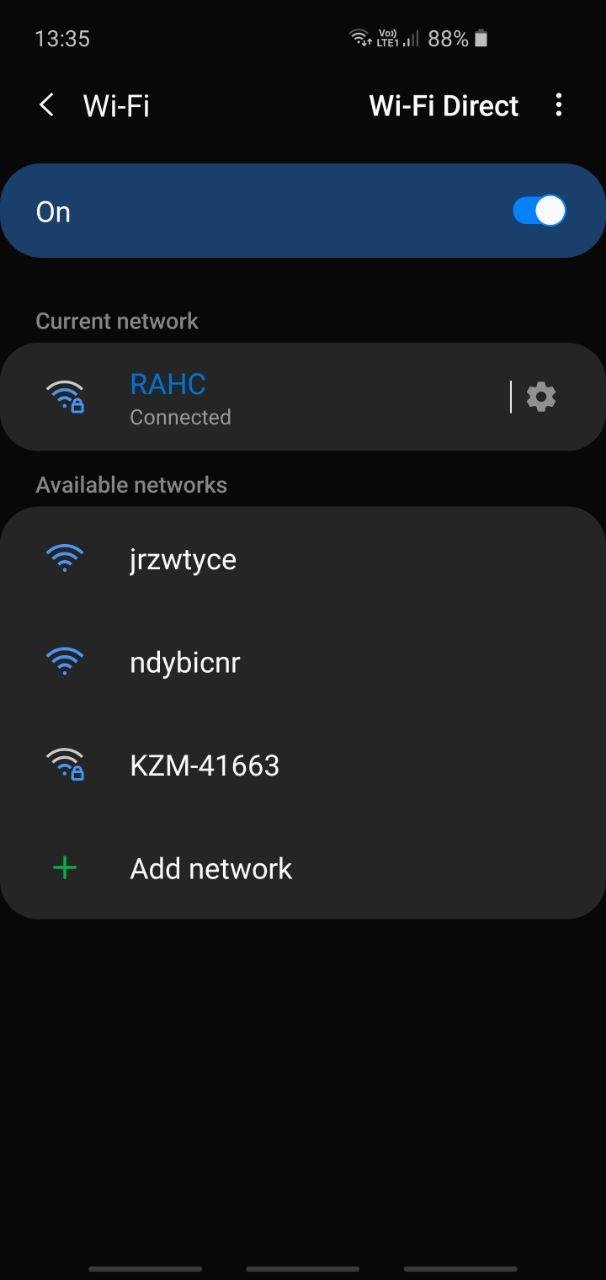 13:35
Vo)) LTE1 88%
Wi-Fi
Wi-Fi Direct
On
Current network
RAHC
Connected
Available networks
jrzwtyce
ndybicnr
KZM-41663
Add network